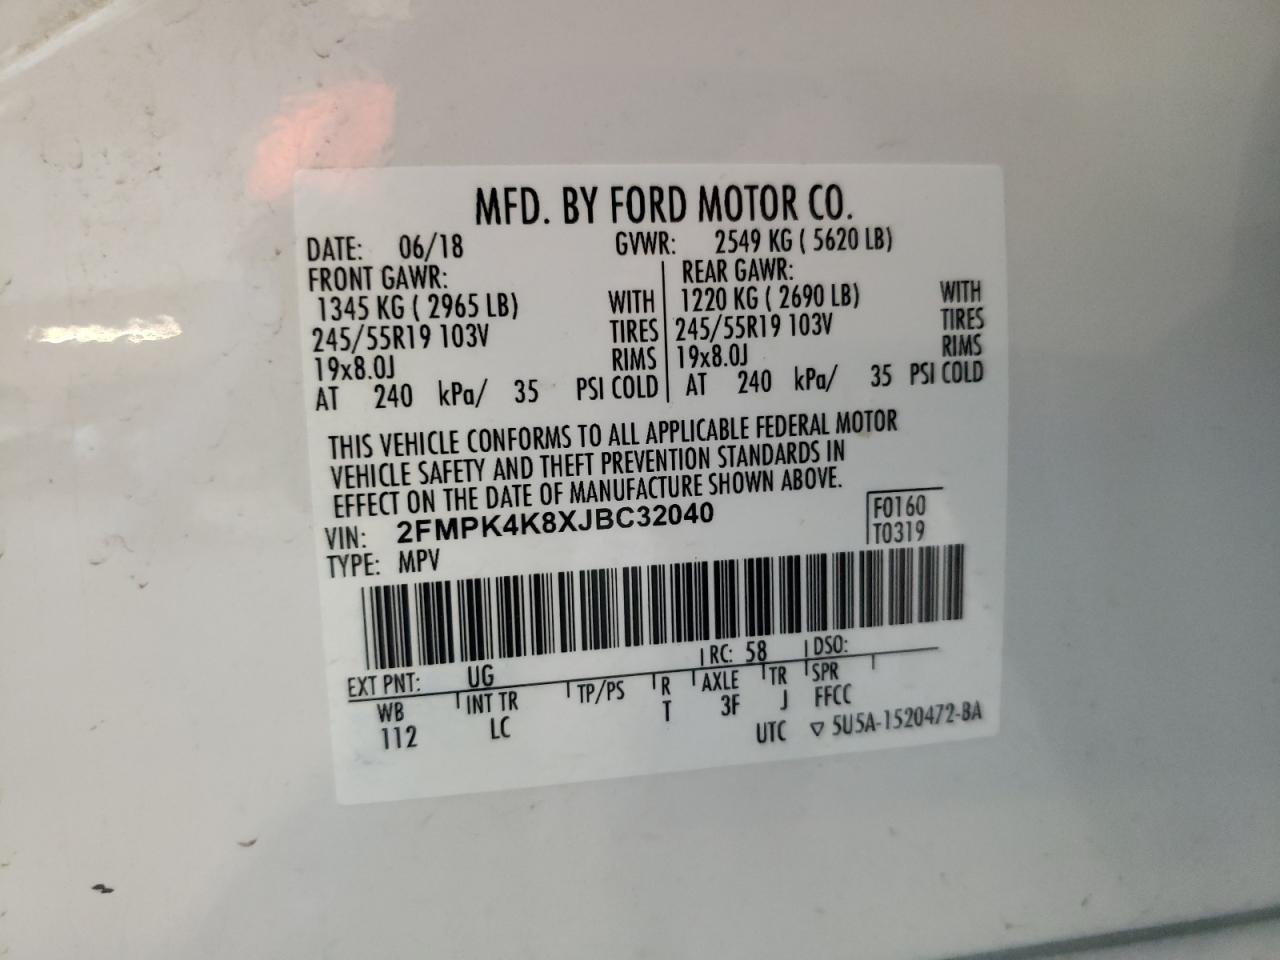 MFD. BY FORD MOTOR CO.
DATE: 06/18 GVWR: 2549 KG ( 5620 LB)
FRONT GAWR: REAR GAWR:
1345 KG ( 2965 LB) WITH 1220 KG ( 2690 LB) WITH
245/55R19 103V TIRES 245/55R19 103V TIRES
19x8.0J RIMS 19x8.0J RIMS
AT 240 kPa/ 35 PSI COLD AT 240 kPa/ 35 PSI COLD
THIS VEHICLE CONFORMS TO ALL APPLICABLE FEDERAL MOTOR
VEHICLE SAFETY AND THEFT PREVENTION STANDARDS IN
EFFECT ON THE DATE OF MANUFACTURE SHOWN ABOVE.
VIN: 2FMPK4K8XJBC32040 F0160
TYPE: MPV T0319
EXT PNT: UG RC: 58 DSO:
WB INT TR TP/PS R AXLE TR SPR
112 LC T 3F J FFCC
UTC ▽ 5U5A-1520472-BA